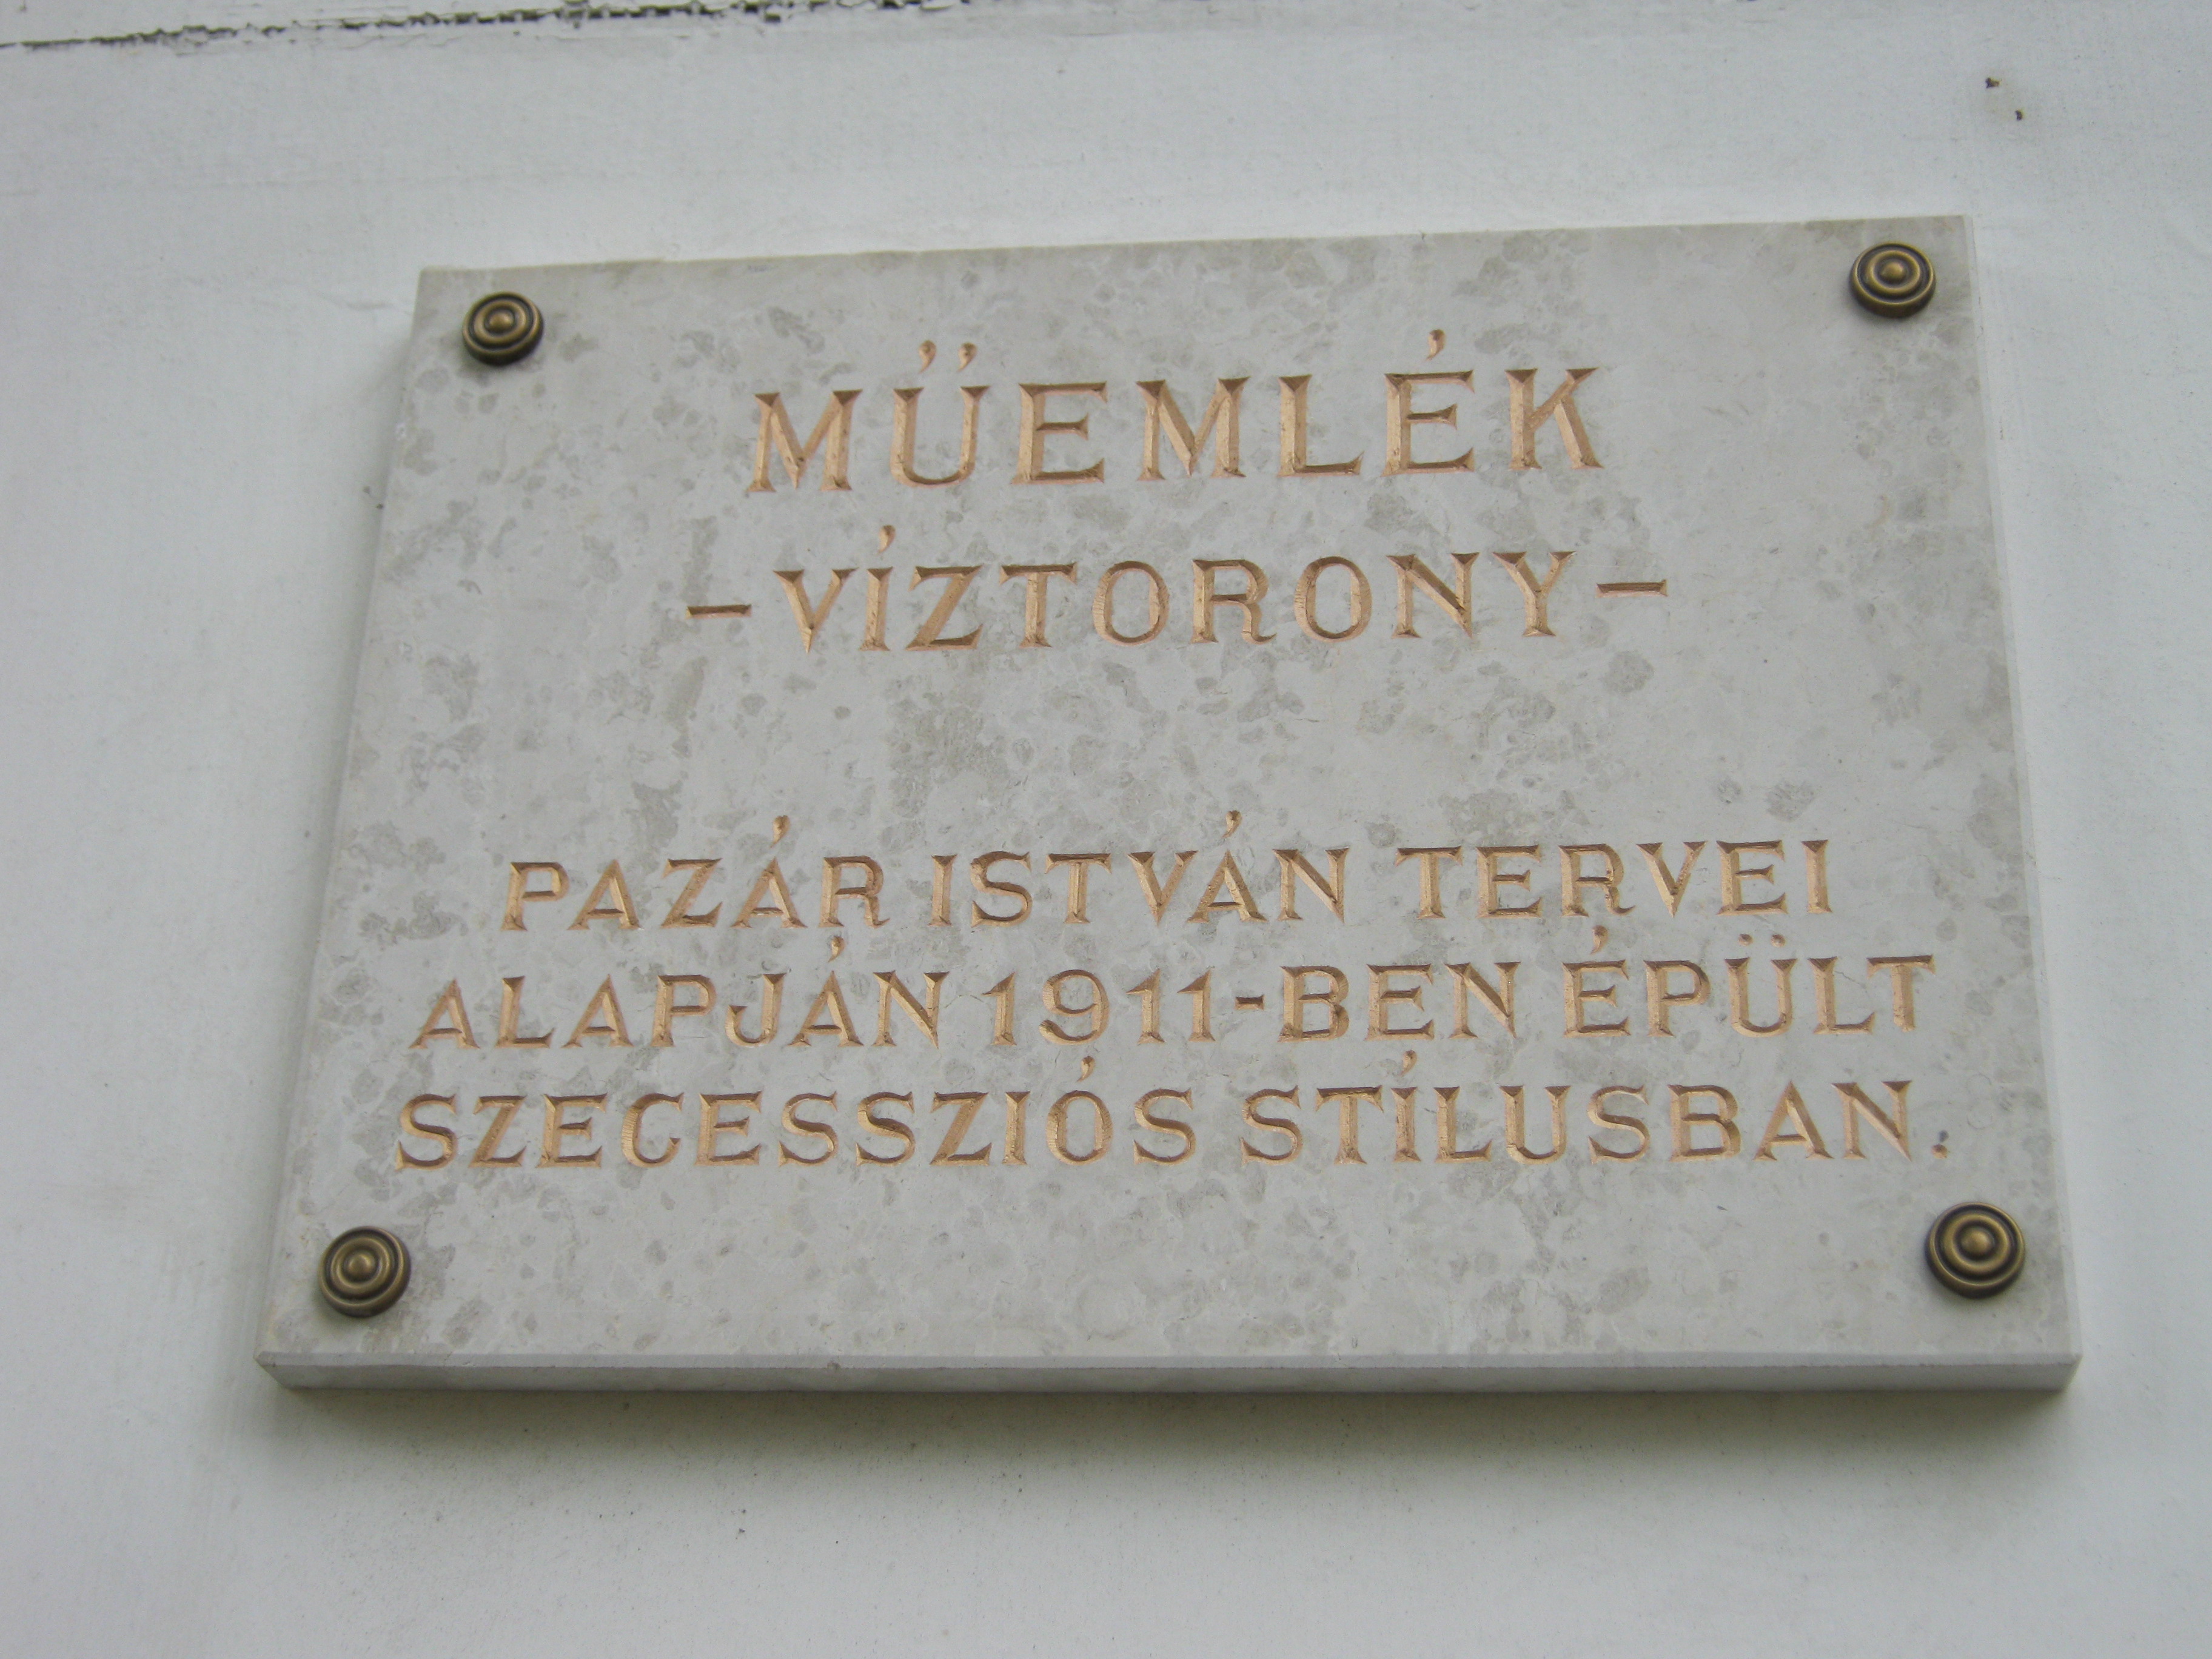 MŰEMLÉK
-VÍZTORONY-
PAZÁR ISTVÁN TERVEI
ALAPJÁN 1911-BEN ÉPÜLT
SZECESSZIÓS STÍLUSBAN.